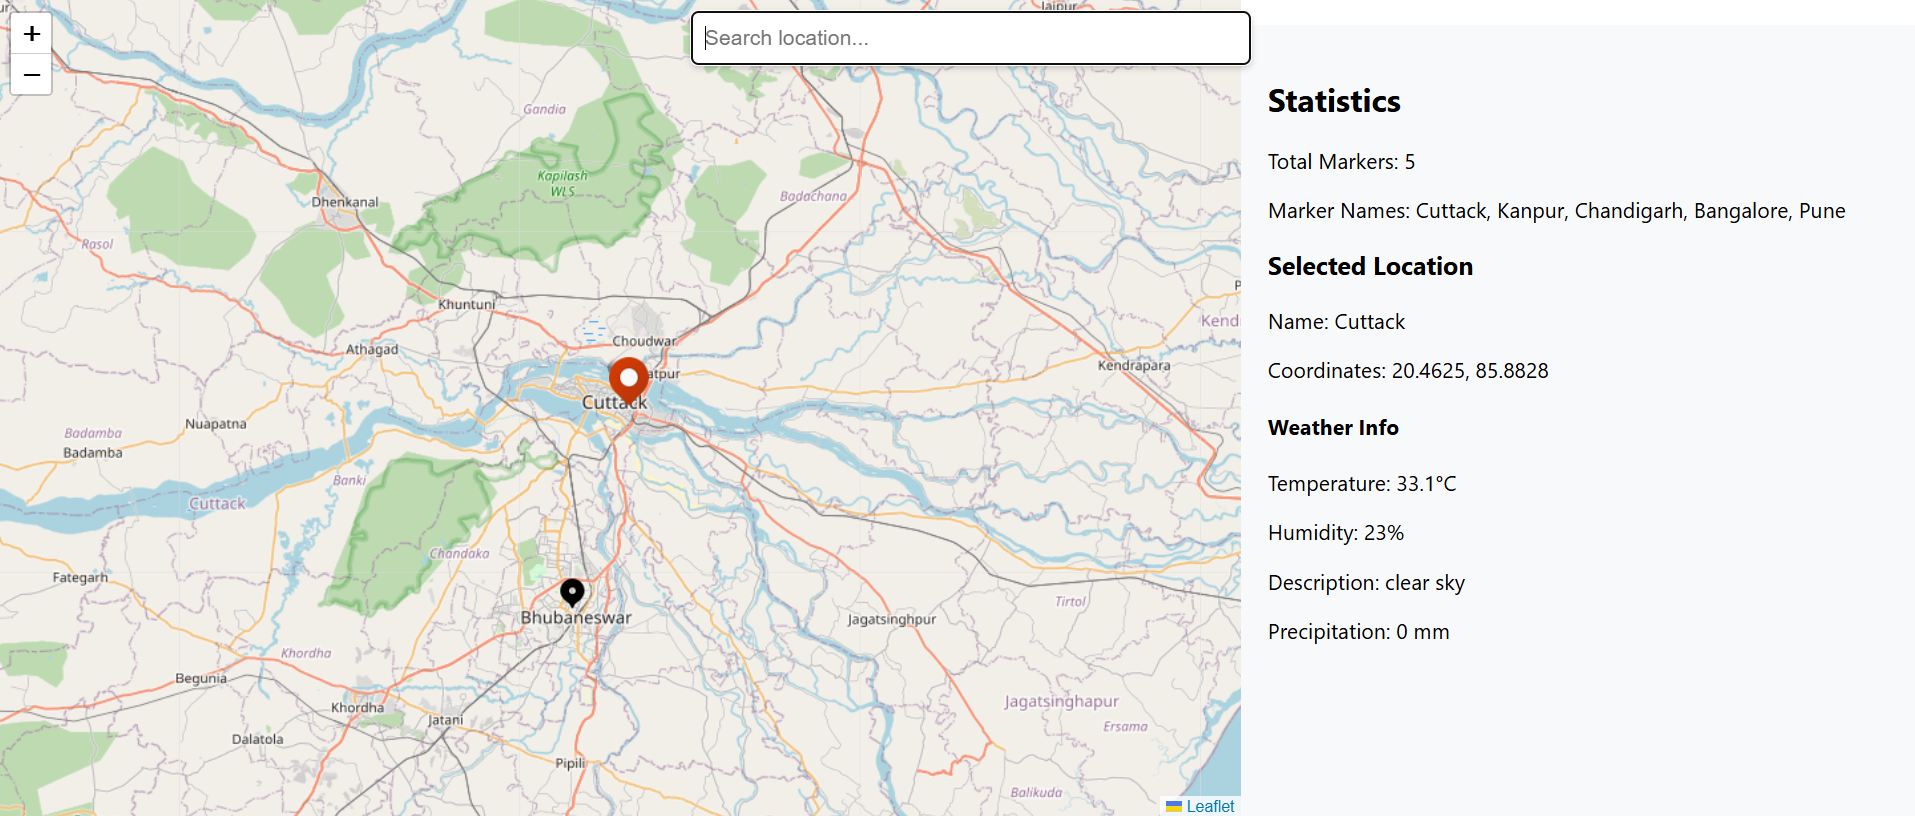 Jajpur
+
Search location...
−
Statistics
Gandia
Total Markers: 5
Kapilash
WLS
Badachana
Dhenkanal
Marker Names: Cuttack, Kanpur, Chandigarh, Bangalore, Pune
Rasol
Selected Location
Khuntuni
Kendi
Name: Cuttack
Choudwar
Athagad
Kendrapara
Coordinates: 20.4625, 85.8828
atpur
Cuttack
Nuapatna
Badamba
Badamba
Weather Info
Banki
Cuttack
Temperature: 33.1°C
Humidity: 23%
Chandaka
Fategarh
Description: clear sky
Tirtol
Bhubaneswar
Jagatsinghpur
Precipitation: 0 mm
Khordha
Begunia
Jagatsinghapur
Khordha
Jatani
Ersama
Dalatola
Pipili
Balikuda
Leaflet